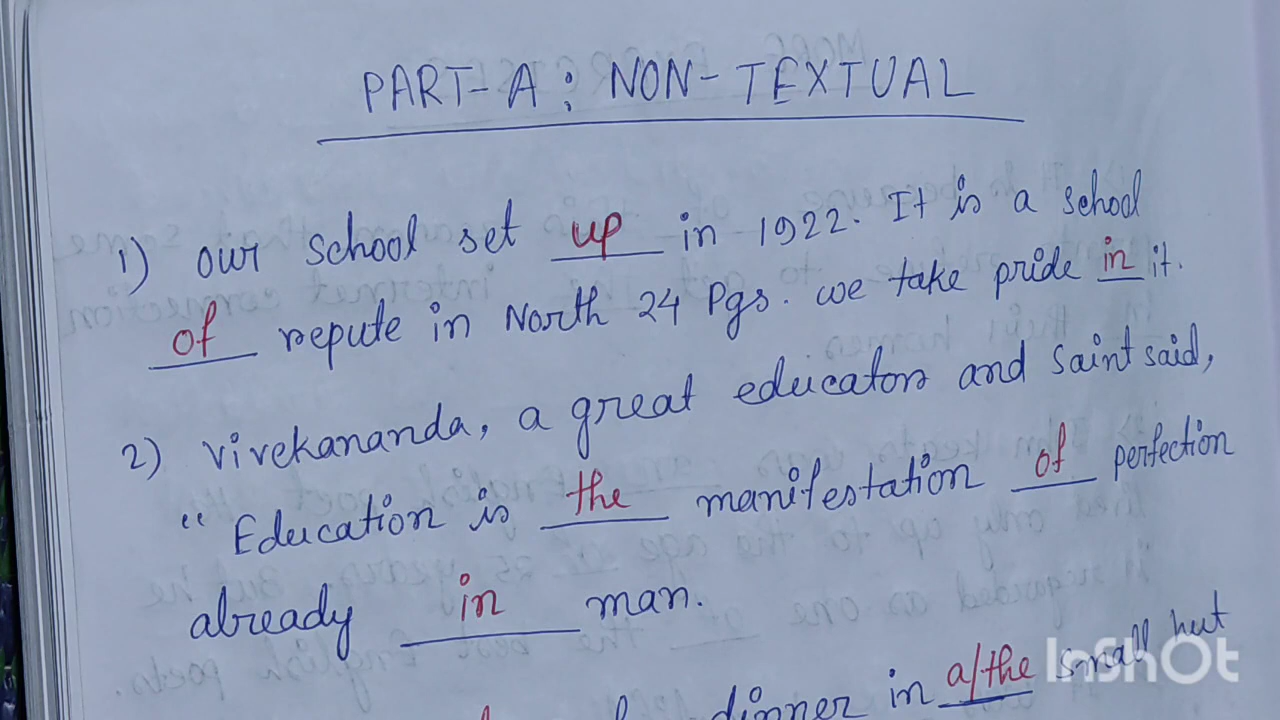 PART-A: NON-TEXTUAL
1) our school set up in 1922. It is a school
of repute in North 24 Pgs. we take pride in it.
2) Vivekananda, a great educator and saint said,
"Education is the manifestation of perfection
already in man.
dinner in a/the small hut
InShOt